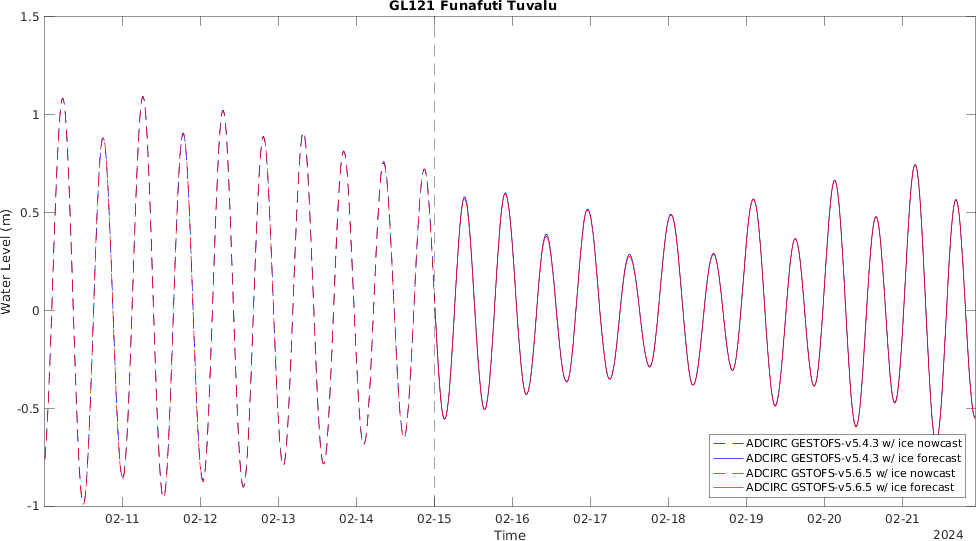 GL121 Funafuti Tuvalu
1.5
1
0.5
0
-0.5
-1
Water Level (m)
02-11 02-12 02-13 02-14 02-15 02-16 02-17 02-18 02-19 02-20 02-21
Time
2024
ADCIRC GESTOFS-v5.4.3 w/ ice nowcast
ADCIRC GESTOFS-v5.4.3 w/ ice forecast
ADCIRC GSTOFS-v5.6.5 w/ ice nowcast
ADCIRC GSTOFS-v5.6.5 w/ ice forecast